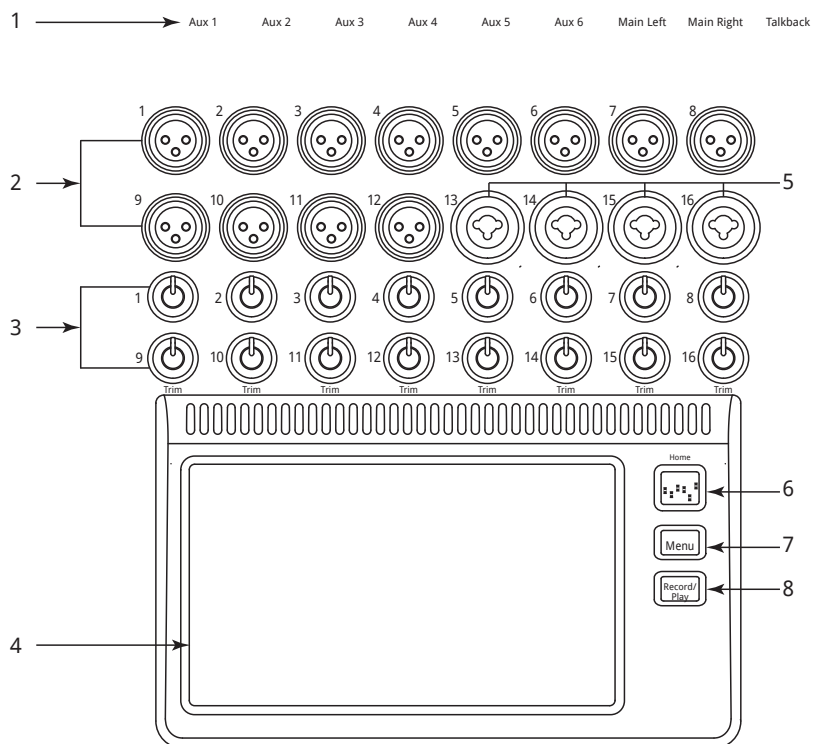 1 Aux 1 Aux 2 Aux 3 Aux 4 Aux 5 Aux 6 Main Left Main Right Talkback
1 2 3 4 5 6 7 8
2 5
9 10 11 12 13 14 15 16
1 2 3 4 5 6 7 8
3
9 10 11 12 13 14 15 16
Trim Trim Trim Trim Trim Trim Trim Trim
Home
6
Menu 7
Record/
Play
8
4